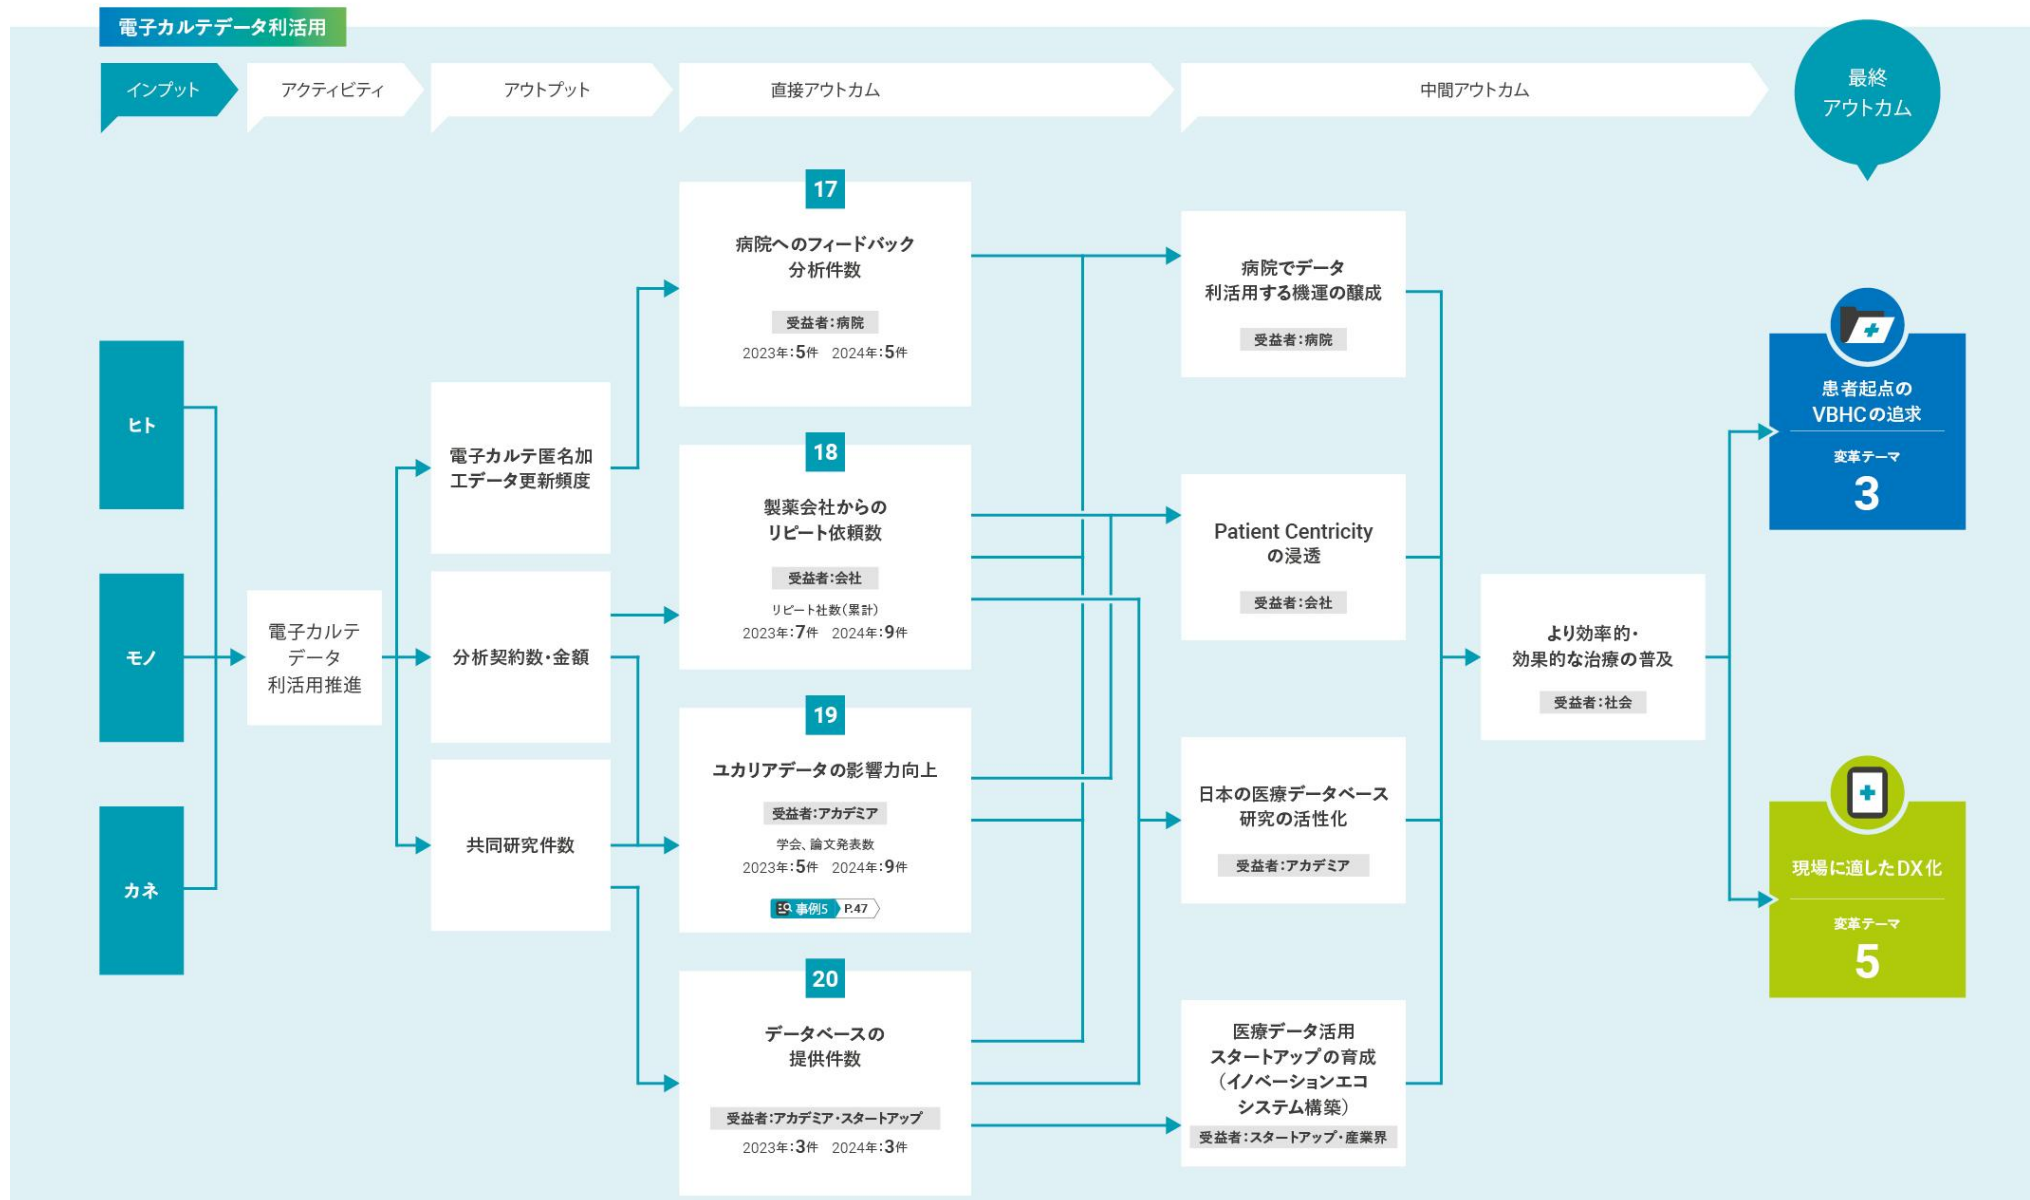 電子カルテデータ利活用
インプット
アクティビティ
アウトプット
直接アウトカム
中間アウトカム
最終
アウトカム
ヒト
モノ
カネ
電子カルテ
データ
利活用推進
電子カルテ匿名加
工データ更新頻度
分析契約数・金額
共同研究件数
17
病院へのフィードバック
分析件数
受益者：病院
2023年：5件 2024年：5件
18
製薬会社からの
リピート依頼数
受益者：会社
リピート社数（累計）
2023年：7件 2024年：9件
19
ユカリアデータの影響力向上
受益者：アカデミア
学会、論文発表数
2023年：5件 2024年：9件
事例5 P.47
20
データベースの
提供件数
受益者：アカデミア・スタートアップ
2023年：3件 2024年：3件
病院でデータ
利活用する機運の醸成
受益者：病院
Patient Centricity
の浸透
受益者：会社
日本の医療データベース
研究の活性化
受益者：アカデミア
医療データ活用
スタートアップの育成
（イノベーションエコ
システム構築）
受益者：スタートアップ・産業界
より効率的・
効果的な治療の普及
受益者：社会
患者起点の
VBHCの追求
変革テーマ
3
現場に適したDX化
変革テーマ
5